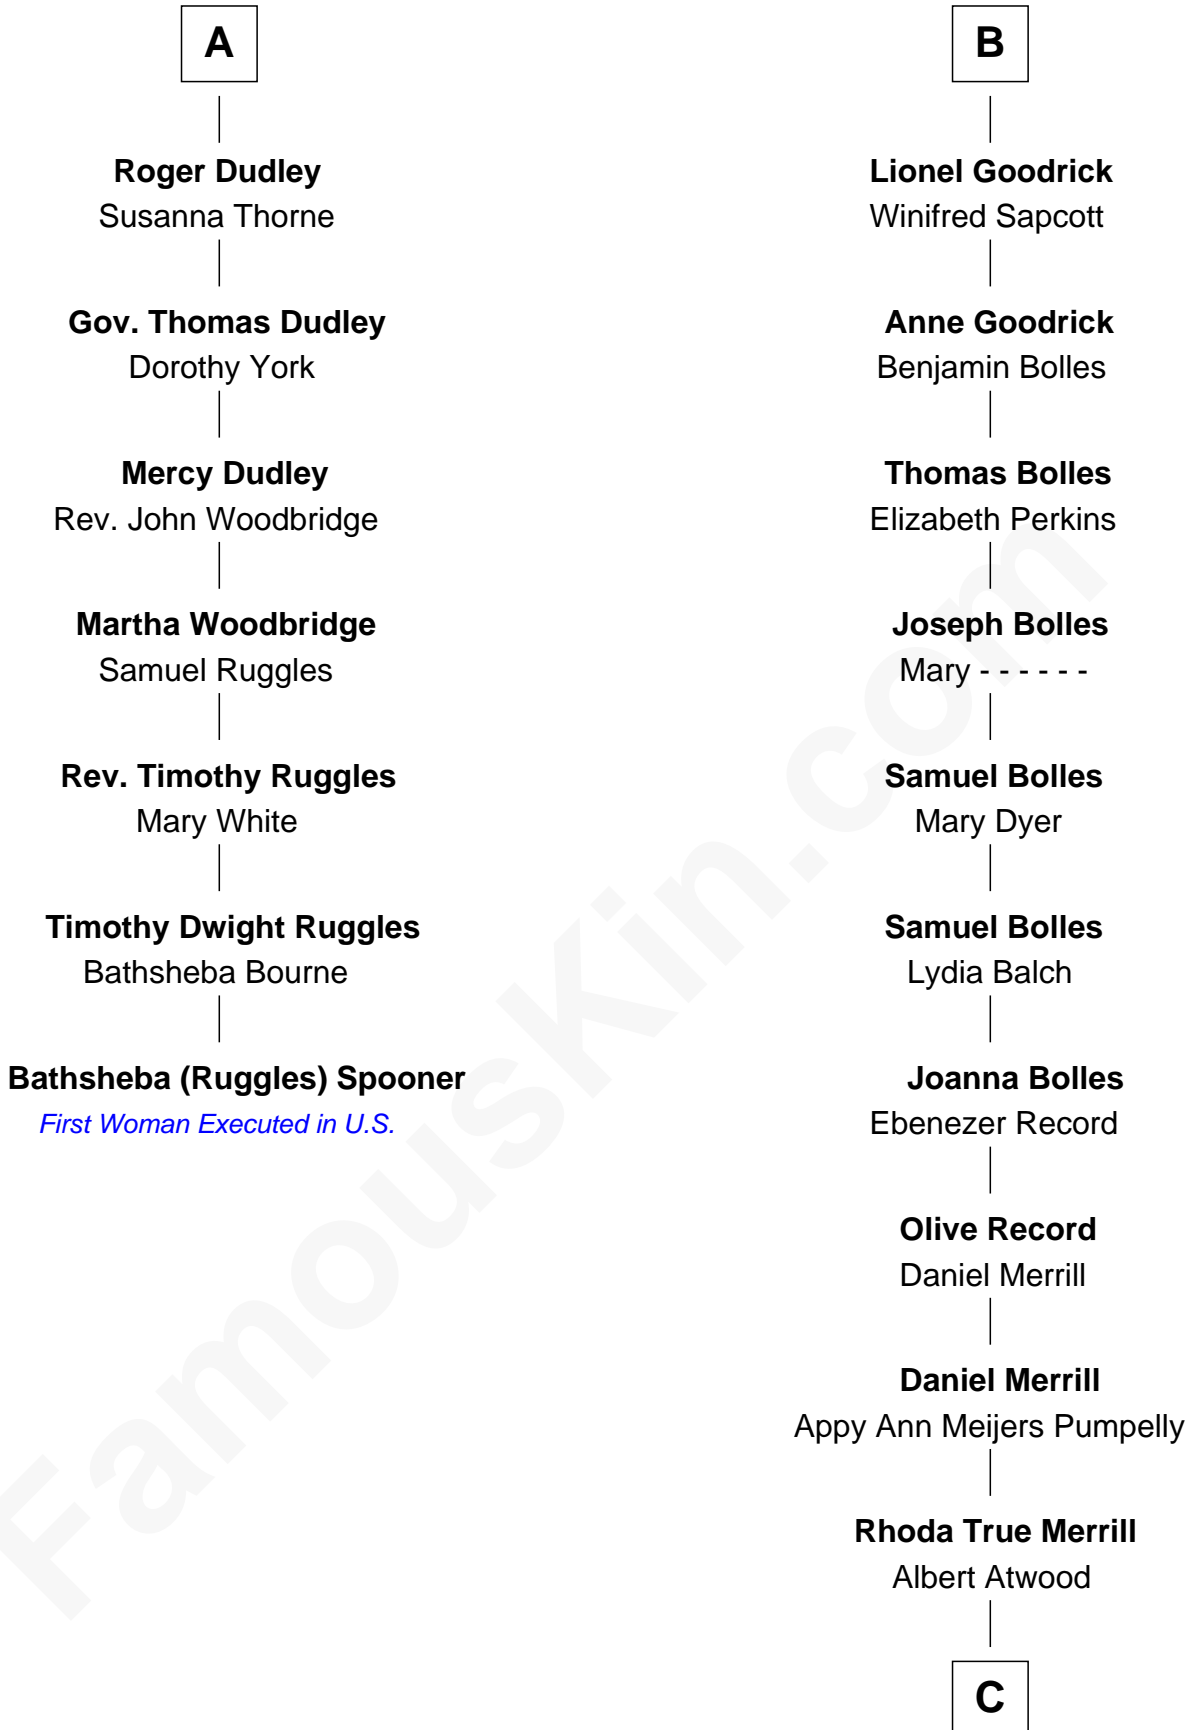 A
Roger Dudley
Susanna Thorne
Gov. Thomas Dudley
Dorothy York
Mercy Dudley
Rev. John Woodbridge
Martha Woodbridge
Samuel Ruggles
Rev. Timothy Ruggles
Mary White
Timothy Dwight Ruggles
Bathsheba Bourne
Bathsheba (Ruggles) Spooner
First Woman Executed in U.S.
B
Lionel Goodrick
Winifred Sapcott
Anne Goodrick
Benjamin Bolles
Thomas Bolles
Elizabeth Perkins
Joseph Bolles
Mary - - - - - -
Samuel Bolles
Mary Dyer
Samuel Bolles
Lydia Balch
Joanna Bolles
Ebenezer Record
Olive Record
Daniel Merrill
Daniel Merrill
Appy Ann Meijers Pumpelly
Rhoda True Merrill
Albert Atwood
C
FamousKin.com